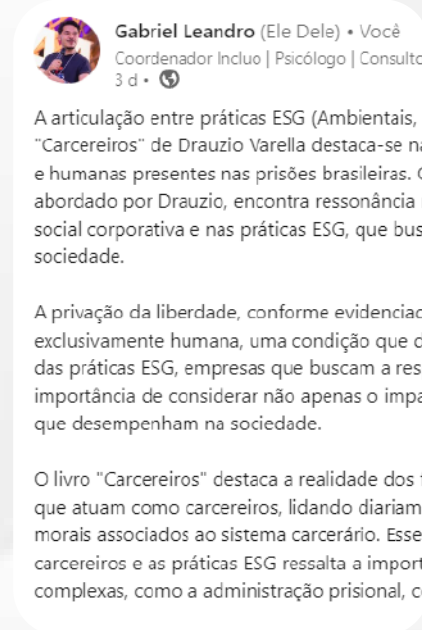 Gabriel Leandro (Ele Dele) • Você
Coordenador Incluo | Psicólogo | Consulto
3 d •
A articulação entre práticas ESG (Ambientais,
"Carcereiros" de Drauzio Varella destaca-se na
e humanas presentes nas prisões brasileiras.
abordado por Drauzio, encontra ressonância
social corporativa e nas práticas ESG, que bus
sociedade.
A privação da liberdade, conforme evidenciad
exclusivamente humana, uma condição que d
das práticas ESG, empresas que buscam a res
importância de considerar não apenas o impa
que desempenham na sociedade.
O livro "Carcereiros" destaca a realidade dos f
que atuam como carcereiros, lidando diariam
morais associados ao sistema carcerário. Esse
carcereiros e as práticas ESG ressalta a import
complexas, como a administração prisional, c